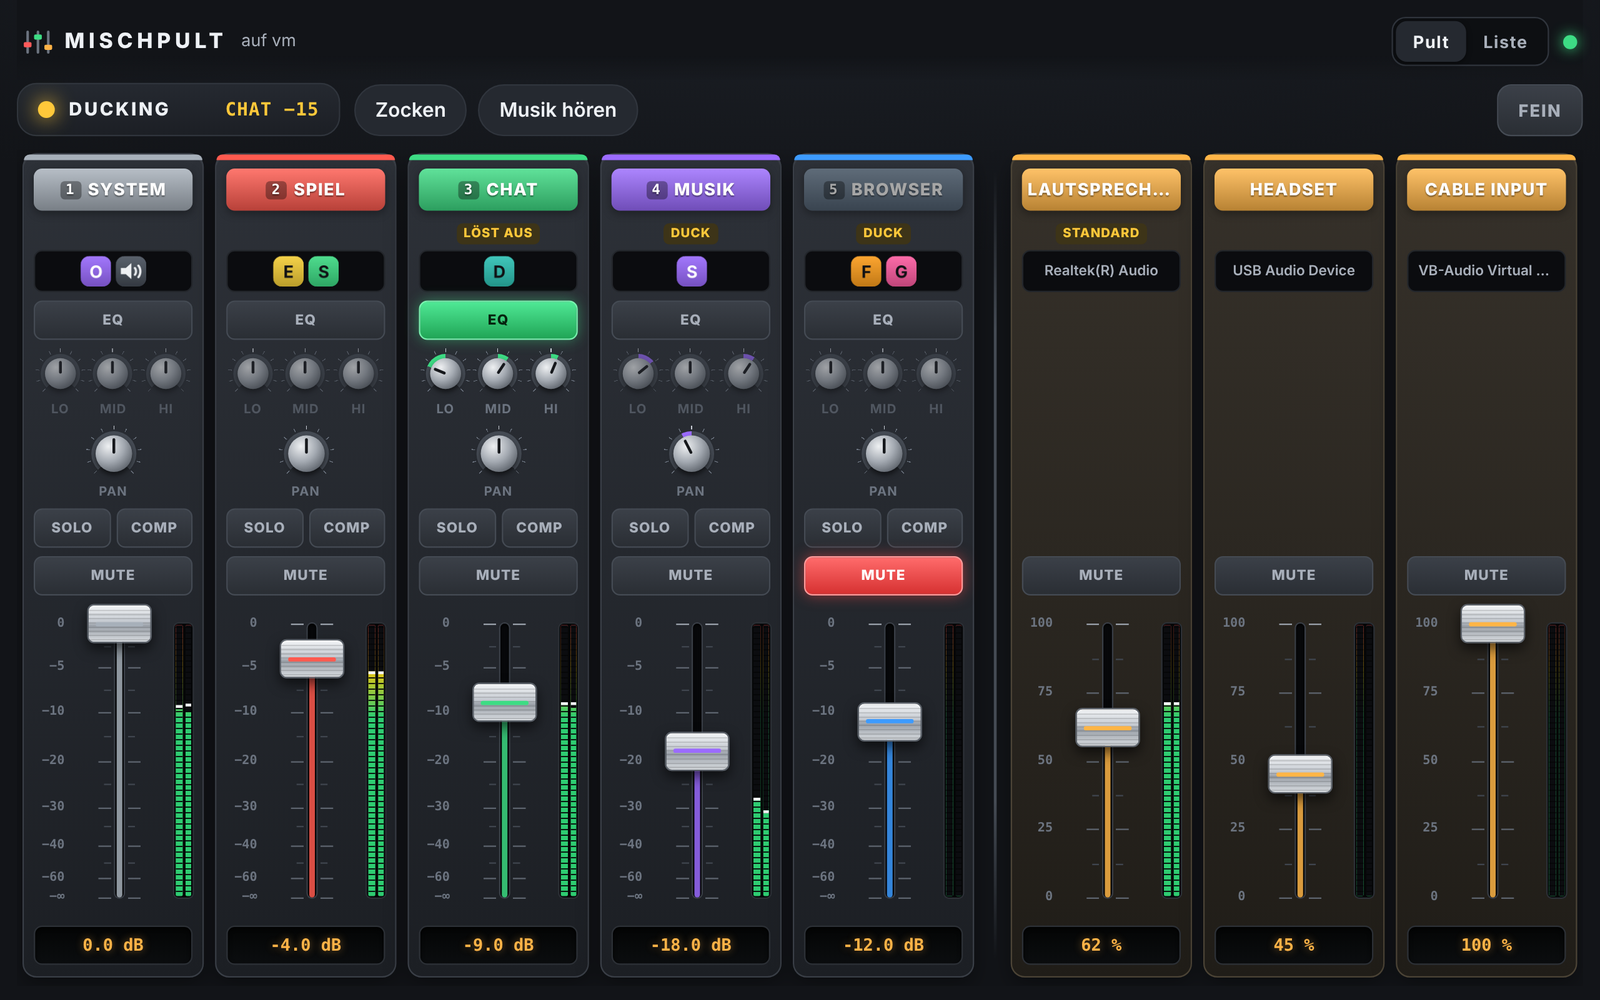 MISCHPULT auf vm Pult Liste
DUCKING CHAT −15 Zocken Musik hören FEIN
1 SYSTEM 2 SPIEL 3 CHAT 4 MUSIK 5 BROWSER LAUTSPRECH... HEADSET CABLE INPUT
LÖST AUS DUCK DUCK STANDARD
O E S D S F G Realtek(R) Audio USB Audio Device VB-Audio Virtual ...
EQ EQ EQ EQ EQ
LO MID HI LO MID HI LO MID HI LO MID HI LO MID HI
PAN PAN PAN PAN PAN
SOLO COMP SOLO COMP SOLO COMP SOLO COMP SOLO COMP
MUTE MUTE MUTE MUTE MUTE MUTE MUTE MUTE
0 0 0 0 0 100 100 100
−5 −5 −5 −5 −5
−10 −10 −10 −10 −10 75 75 75
−20 −20 −20 −20 −20 50 50 50
−30 −30 −30 −30 −30
−40 −40 −40 −40 −40 25 25 25
−60 −60 −60 −60 −60
−∞ −∞ −∞ −∞ −∞ 0 0 0
0.0 dB -4.0 dB -9.0 dB -18.0 dB -12.0 dB 62 % 45 % 100 %